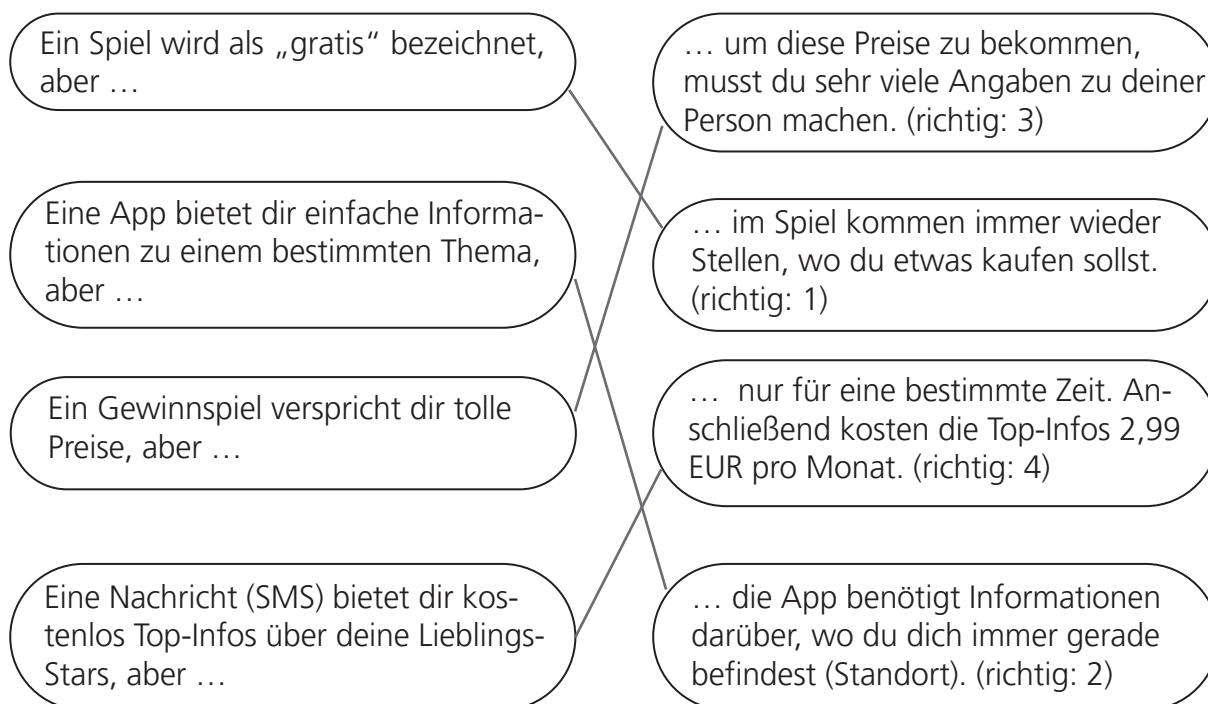 Ein Spiel wird als „gratis“ bezeichnet,
aber …
Eine App bietet dir einfache Informa-
tionen zu einem bestimmten Thema,
aber …
Ein Gewinnspiel verspricht dir tolle
Preise, aber …
Eine Nachricht (SMS) bietet dir kos-
tenlos Top-Infos über deine Lieblings-
Stars, aber …
… um diese Preise zu bekommen,
musst du sehr viele Angaben zu deiner
Person machen. (richtig: 3)
… im Spiel kommen immer wieder
Stellen, wo du etwas kaufen sollst.
(richtig: 1)
… nur für eine bestimmte Zeit. An-
schließend kosten die Top-Infos 2,99
EUR pro Monat. (richtig: 4)
… die App benötigt Informationen
darüber, wo du dich immer gerade
befindest (Standort). (richtig: 2)